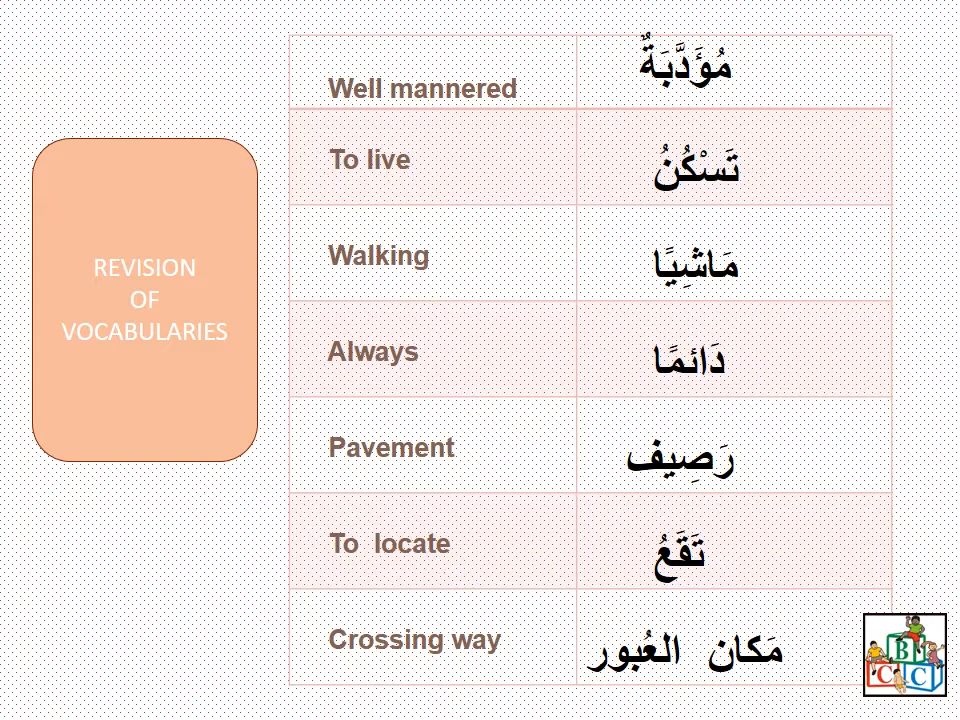 REVISION
OF
VOCABULARIES
Well mannered مُؤَدَّبَةٌ
To live تَسْكُنُ
Walking مَاشِيًا
Always دَائمًا
Pavement رَصِيف
To locate تَقَعُ
Crossing way مَكان العُبور
B
C C